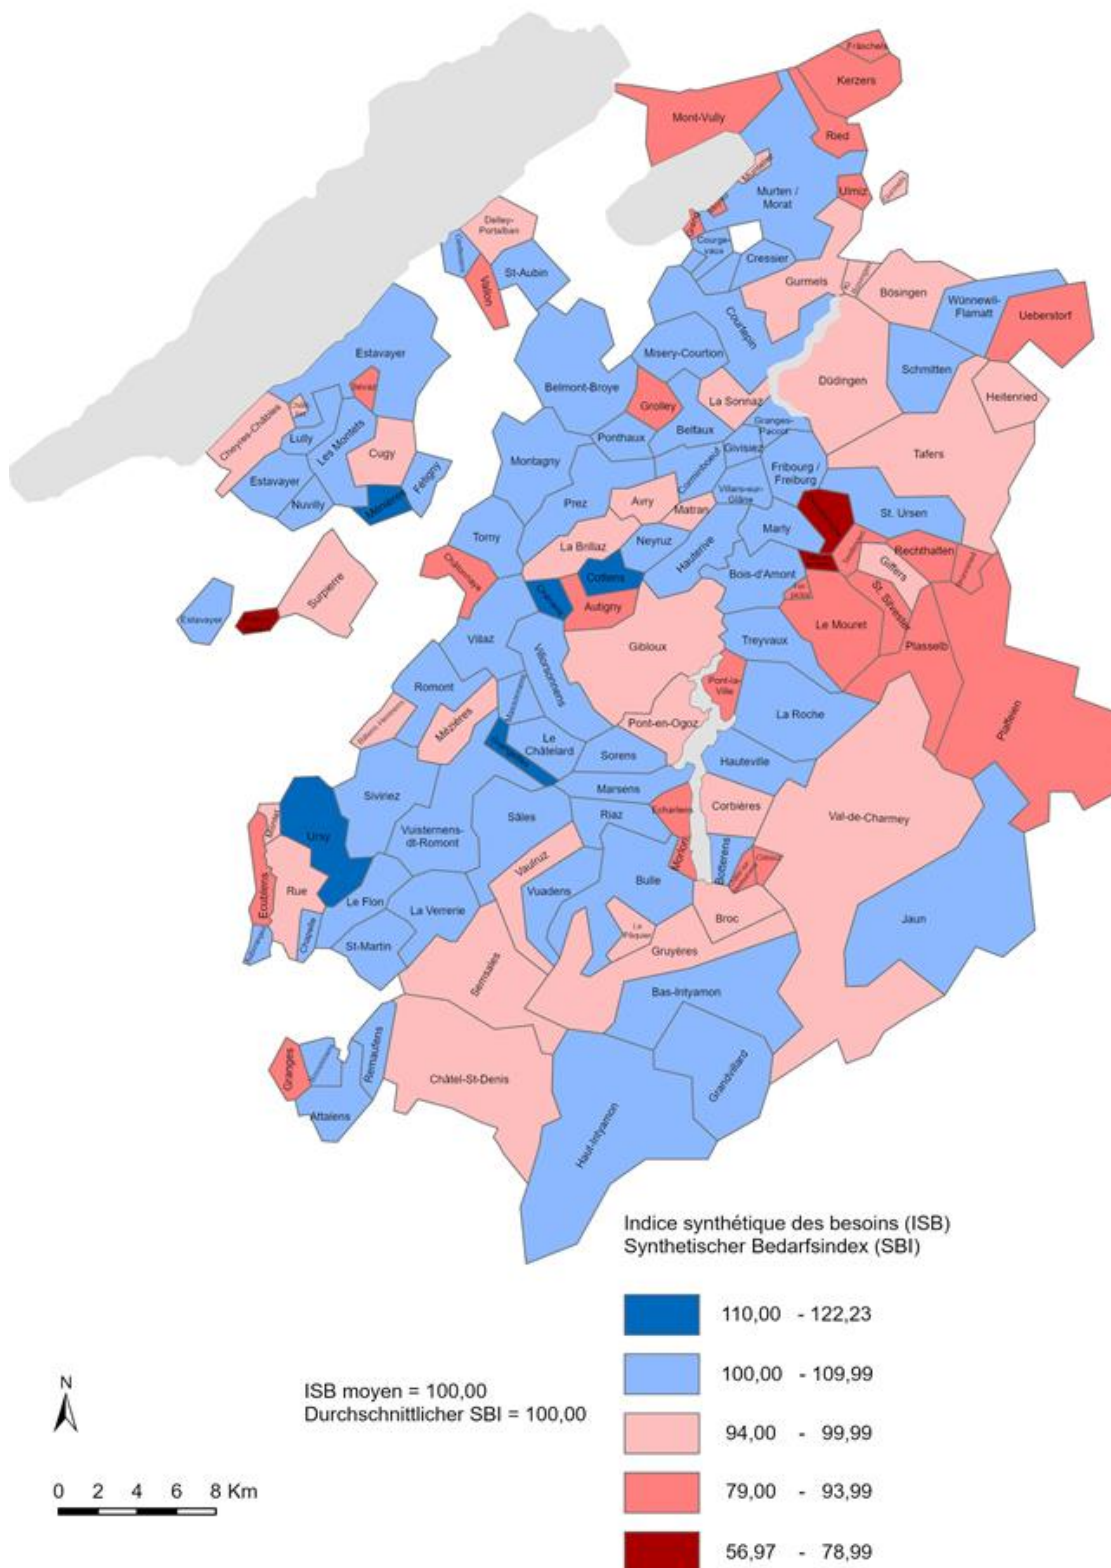 Fräschels
Kerzers
Mont-Vully
Ried
Ulmiz
Murten /
Morat
Delley-
Portalban
St-Aubin
Vallon
Courge-
vaux
Cressier
Gurmels
Bösingen
Wünnewil-
Flamatt
Ueberstorf
Courtepin
Estavayer
Misery-Courtion
Schmitten
Düdingen
Belmont-Broye
Heitenried
Sévaz
La Sonnaz
Grolley
Cheyres-Châbles
Belfaux
Granges-
Paccot
Lully
Les Montets
Ponthaux
Givisiez
Tafers
Cugy
Montagny
Corminboeuf
Fribourg /
Freiburg
Estavayer
Fétigny
Villars-sur-
Glâne
Nuvilly
Ménières
Prez
Avry
Matran
St. Ursen
Marly
Torny
Neyruz
La Brillaz
Hauterive
Rechthalten
Giffers
Châtonnaye
Cottens
Bois-d'Amont
Surpierre
Autigny
St. Silvester
Estavayer
Le Mouret
Villaz
Gibloux
Treyvaux
Plasselb
Villorsonnens
Romont
Pont-la-
Ville
Plaffeien
Mézières
Pont-en-Ogoz
La Roche
Le
Châtelard
Sorens
Hauteville
Marsens
Siviriez
Echarlens
Corbières
Sâles
Riaz
Val-de-Charmey
Ursy
Vuisternens-
dt-Romont
Morlon
Botterens
Vaulruz
Bulle
Rue
Vuadens
Ecublens
Le Flon
La Verrerie
Broc
Jaun
Chapelle
Le
Pâquier
St-Martin
Gruyères
Semsales
Bas-Intyamon
Remaufens
Granges
Châtel-St-Denis
Grandvillard
Attalens
Haut-Intyamon
Indice synthétique des besoins (ISB)
Synthetischer Bedarfsindex (SBI)
110,00 - 122,23
100,00 - 109,99
94,00 - 99,99
79,00 - 93,99
56,97 - 78,99
ISB moyen = 100,00
Durchschnittlicher SBI = 100,00
N
0 2 4 6 8 Km